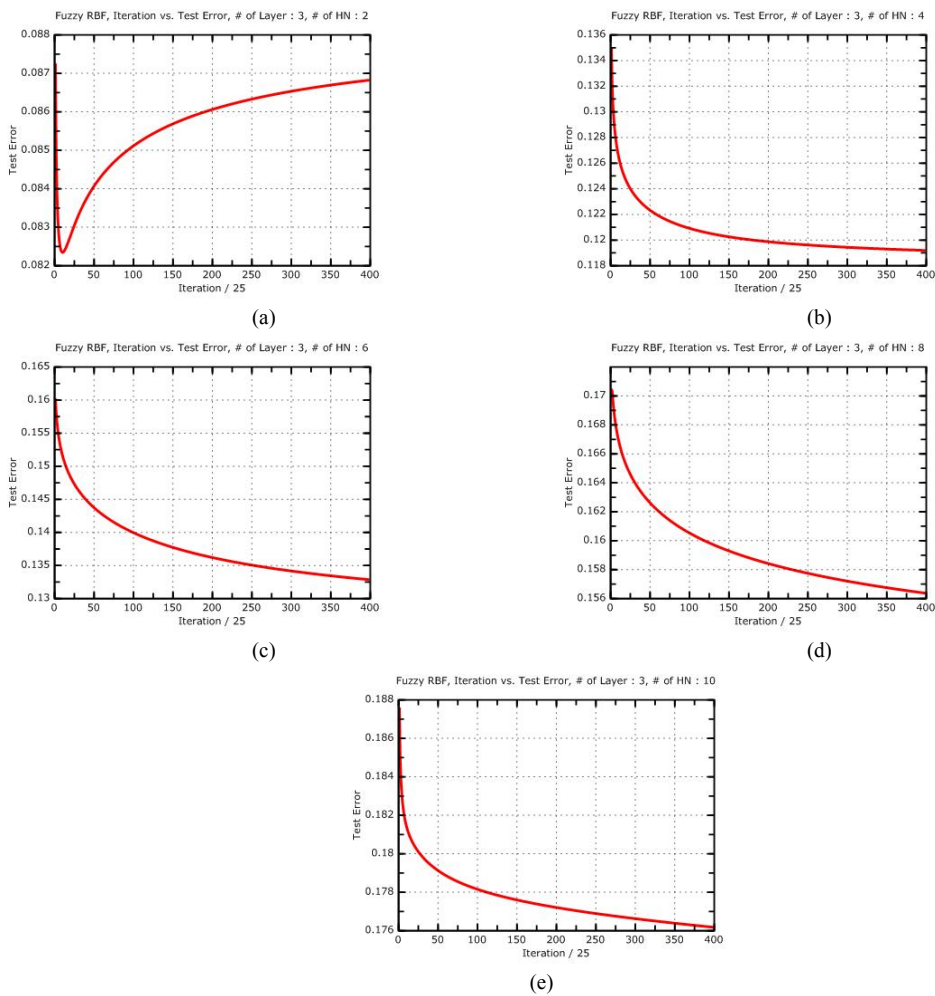 Fuzzy RBF, Iteration vs. Test Error, # of Layer : 3, # of HN : 2
0.088
0.087
0.086
0.085
0.084
0.083
0.082
Test Error
0 50 100 150 200 250 300 350 400
Iteration / 25
(a)
Fuzzy RBF, Iteration vs. Test Error, # of Layer : 3, # of HN : 4
0.136
0.134
0.13
0.128
0.126
0.124
0.122
0.12
0.118
Test Error
0 50 100 150 200 250 300 350 400
Iteration / 25
(b)
Fuzzy RBF, Iteration vs. Test Error, # of Layer : 3, # of HN : 6
0.165
0.16
0.155
0.15
0.145
0.14
0.135
0.13
Test Error
0 50 100 150 200 250 300 350 400
Iteration / 25
(c)
Fuzzy RBF, Iteration vs. Test Error, # of Layer : 3, # of HN : 8
0.17
0.168
0.166
0.164
0.162
0.16
0.156
0.156
Test Error
0 50 100 150 200 250 300 350 400
Iteration / 25
(d)
Fuzzy RBF, Iteration vs. Test Error, # of Layer : 3, # of HN : 10
0.188
0.186
0.184
0.182
0.18
0.178
0.176
Test Error
0 50 100 150 200 250 300 350 400
Iteration / 25
(e)